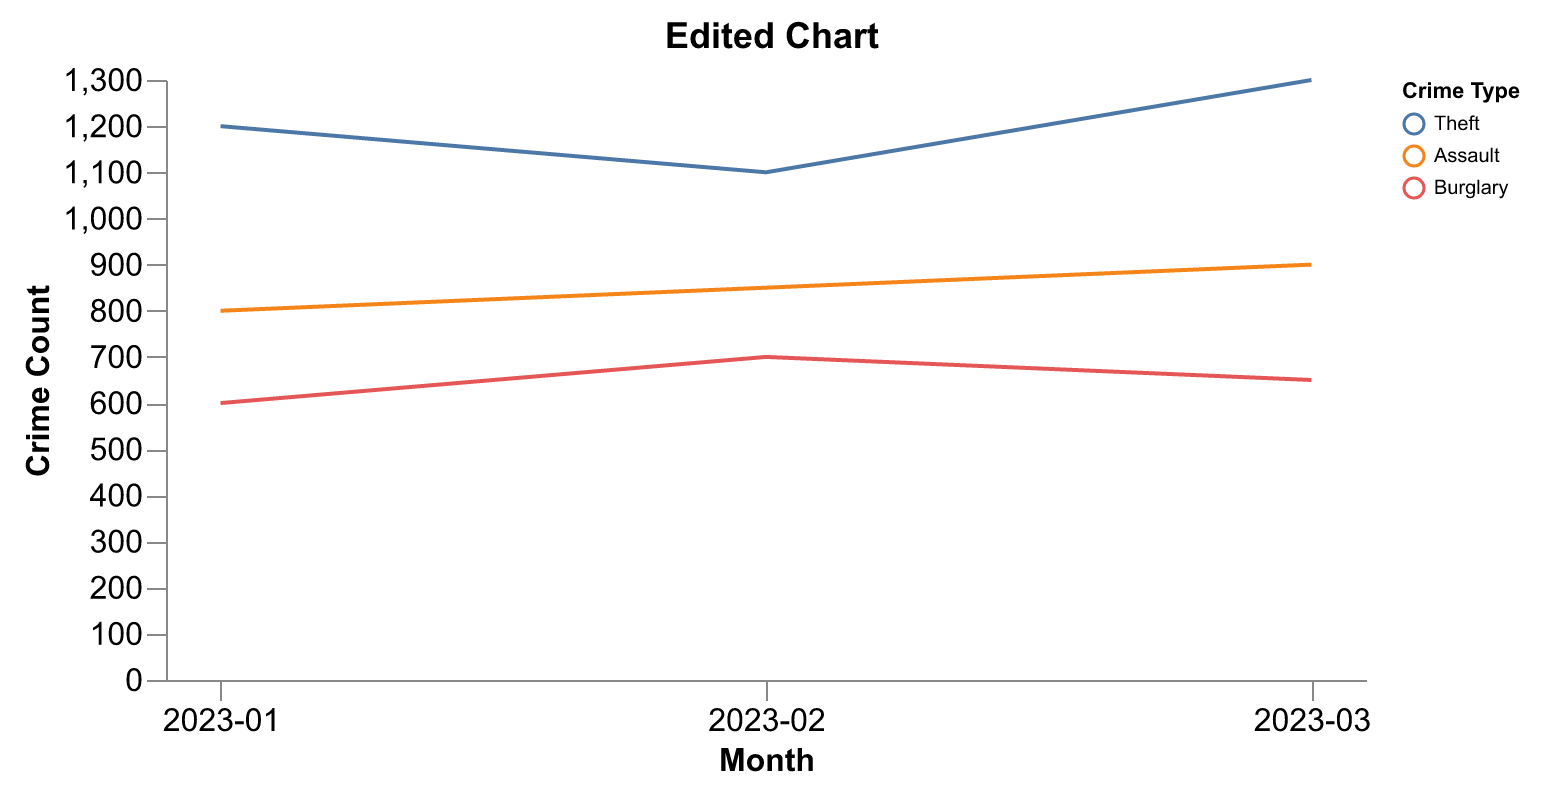 Edited Chart
1,300
1,200
1,100
1,000
900
800
700
600
500
400
300
200
100
0
Crime Count
2023-01
2023-02
2023-03
Month
Crime Type
Theft
Assault
Burglary